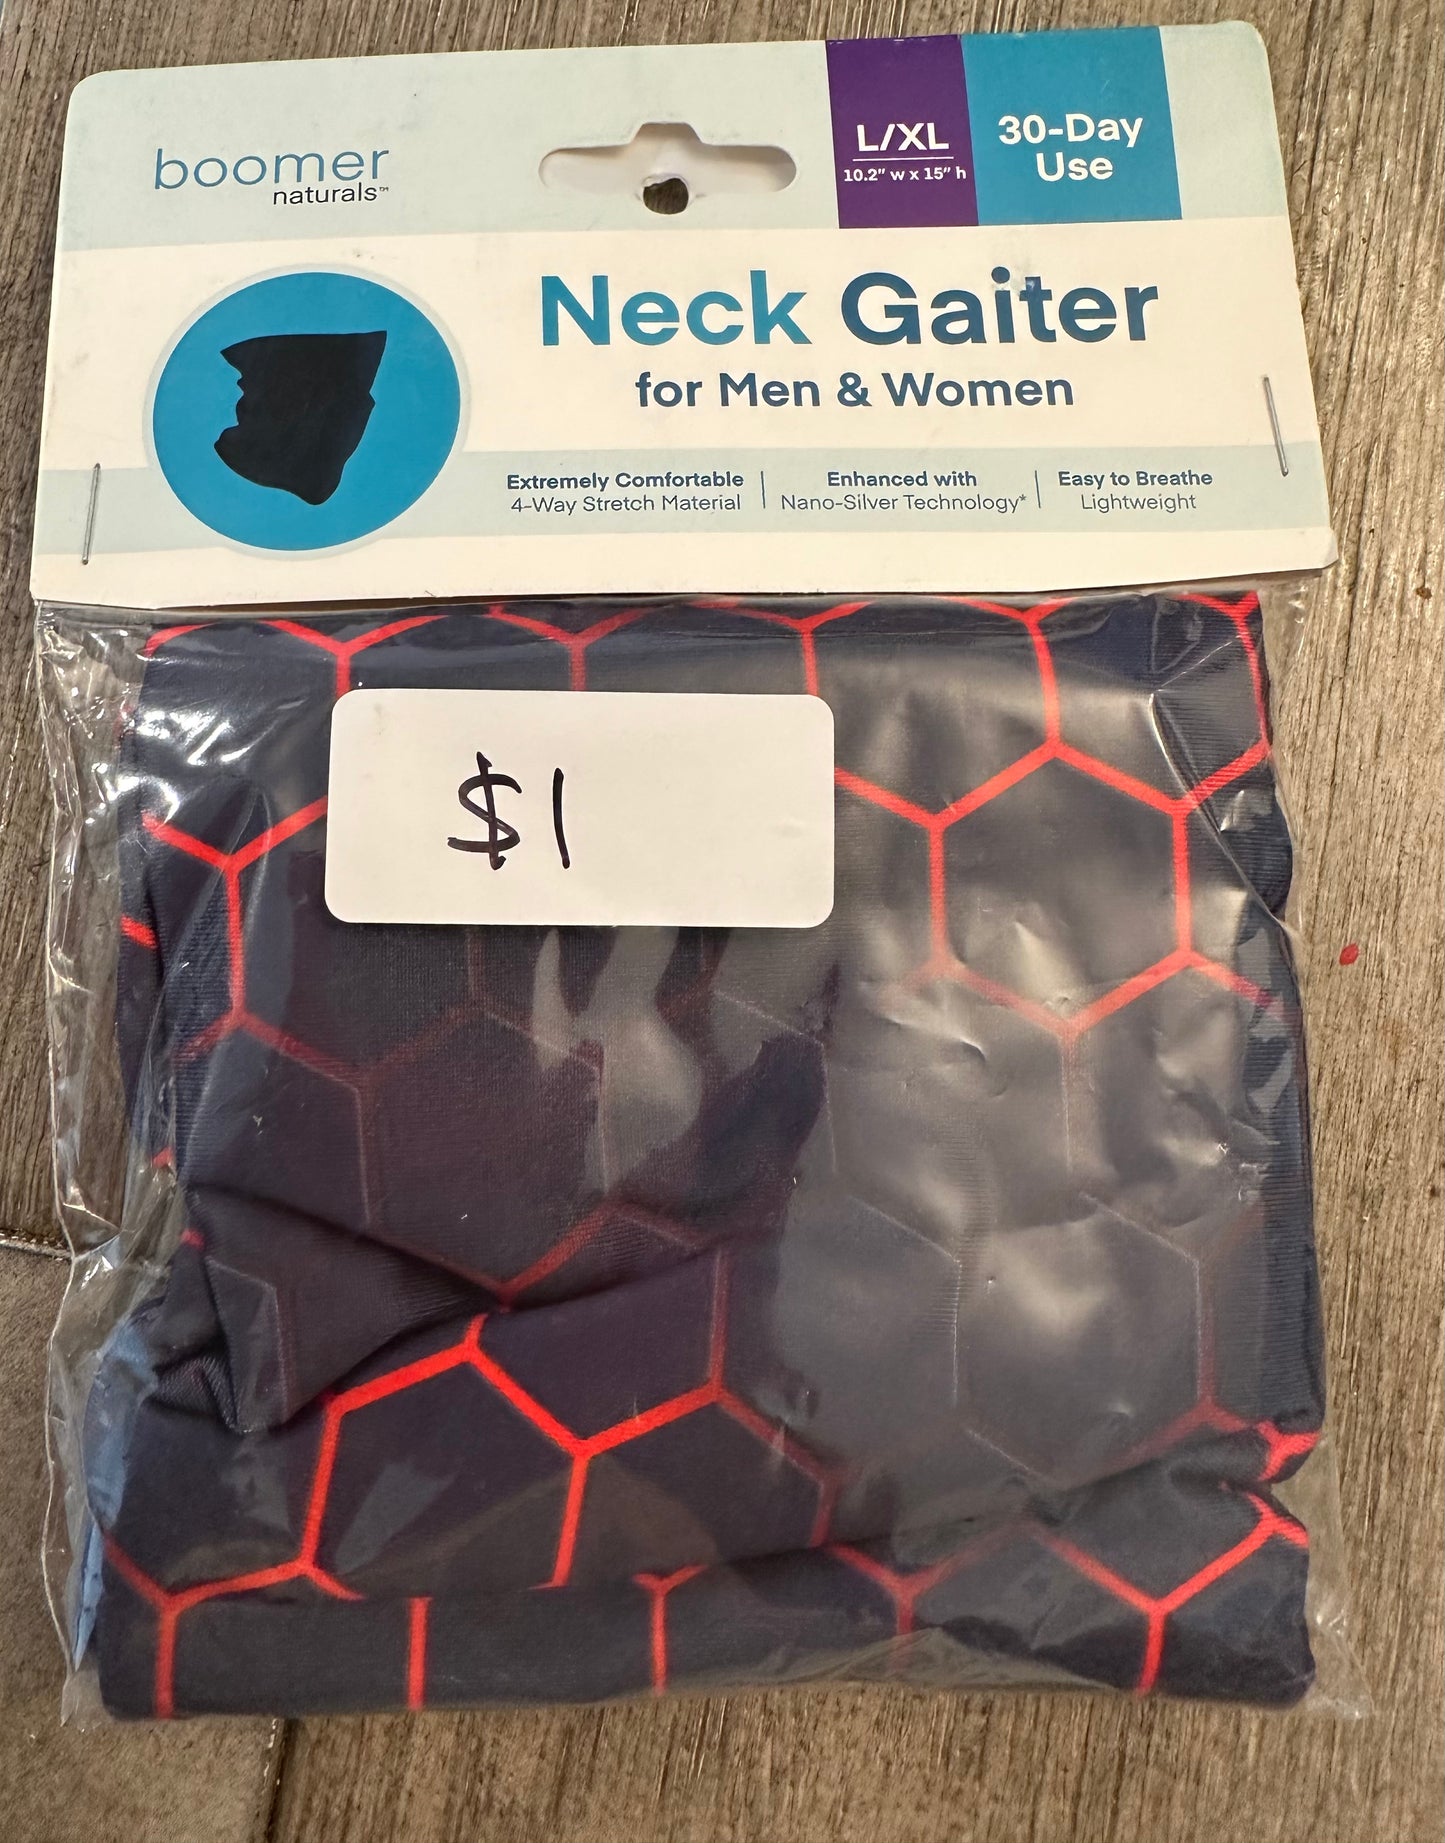 boomer
naturals™
L/XL
10.2" w x 15" h
30-Day
Use
Neck Gaiter
for Men & Women
Extremely Comfortable
4-Way Stretch Material
Enhanced with
Nano-Silver Technology*
Easy to Breathe
Lightweight
$1